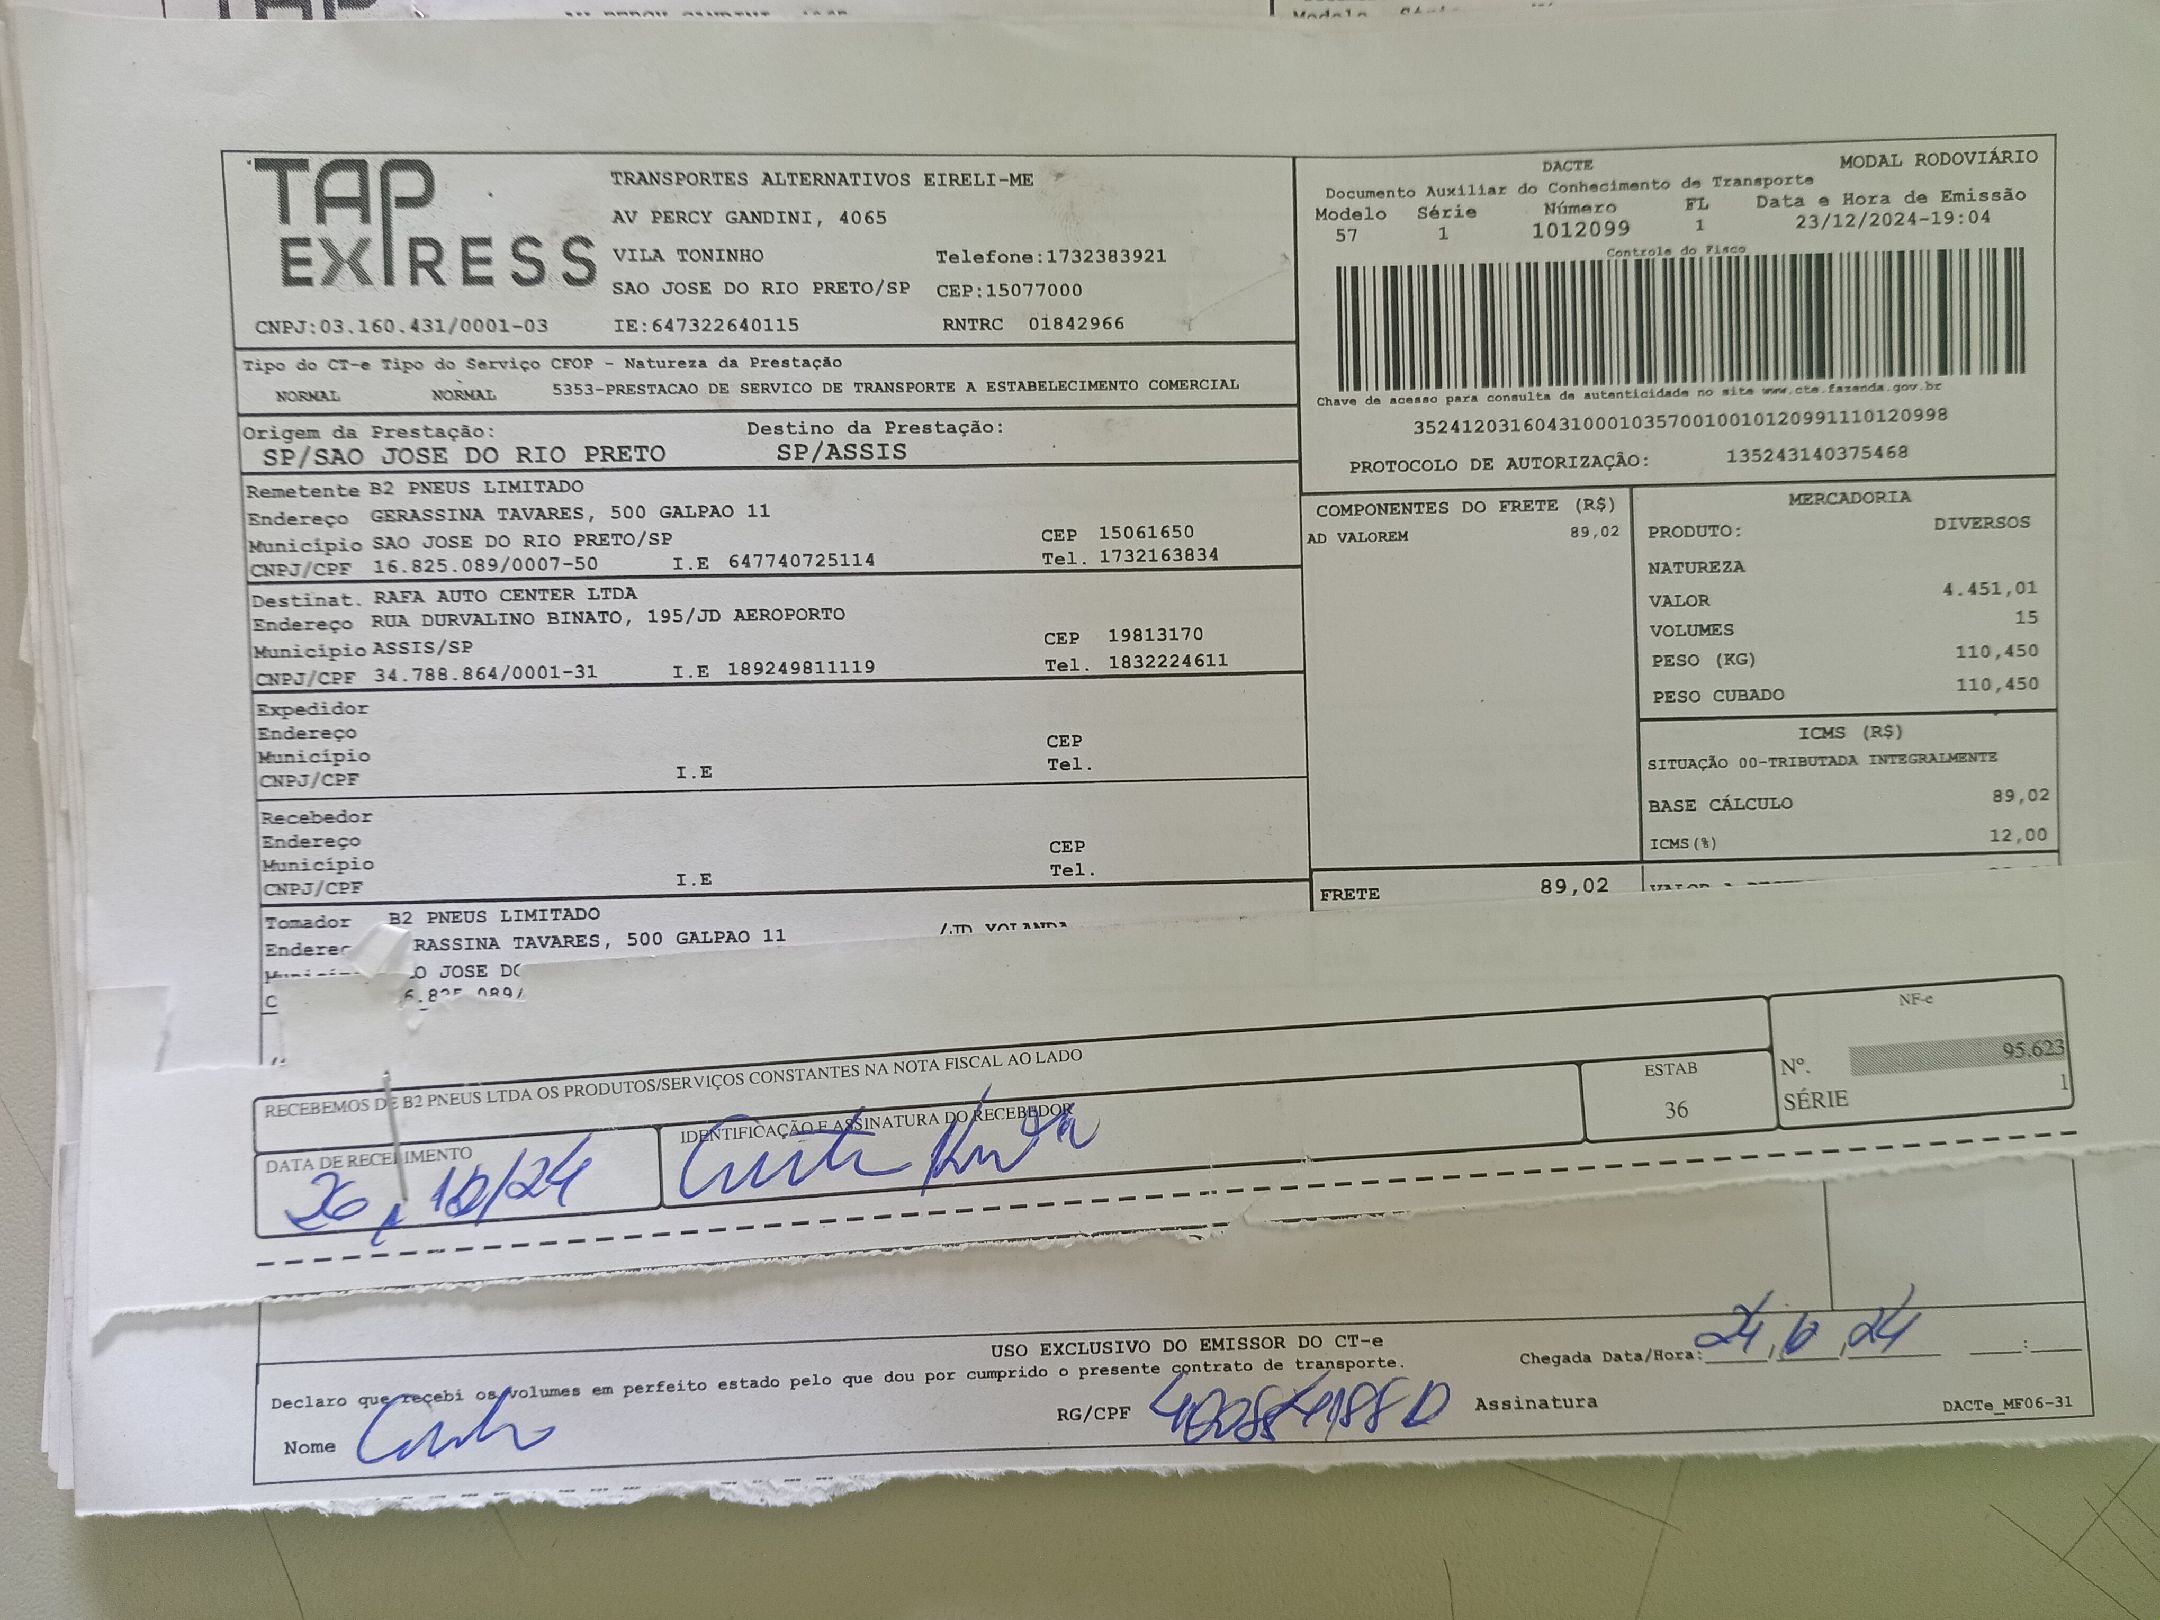 TAP EXPRESS
TRANSPORTES ALTERNATIVOS EIRELI-ME
AV PERCY GANDINI, 4065
VILA TONINHO Telefone:1732383921
SAO JOSE DO RIO PRETO/SP CEP:15077000
CNPJ:03.160.431/0001-03 IE:647322640115 RNTRC 01842966
DACTE MODAL RODOVIÁRIO
Documento Auxiliar do Conhecimento de Transporte
Modelo Série Número FL Data e Hora de Emissão
57 1 1012099 1 23/12/2024-19:04
Controle do Fisco
Chave de acesso para consulta de autenticidade no site www.cte.fazenda.gov.br
35241203160431000103570010010120991110120998
PROTOCOLO DE AUTORIZAÇÃO: 135243140375468
Tipo do CT-e Tipo do Serviço CFOP - Natureza da Prestação
NORMAL NORMAL 5353-PRESTACAO DE SERVICO DE TRANSPORTE A ESTABELECIMENTO COMERCIAL
Origem da Prestação: Destino da Prestação:
SP/SAO JOSE DO RIO PRETO SP/ASSIS
Remetente B2 PNEUS LIMITADO
Endereço GERASSINA TAVARES, 500 GALPAO 11
Município SAO JOSE DO RIO PRETO/SP CEP 15061650
CNPJ/CPF 16.825.089/0007-50 I.E 647740725114 Tel. 1732163834
Destinat. RAFA AUTO CENTER LTDA
Endereço RUA DURVALINO BINATO, 195/JD AEROPORTO
Município ASSIS/SP CEP 19813170
CNPJ/CPF 34.788.864/0001-31 I.E 189249811119 Tel. 1832224611
Expedidor
Endereço
Município CEP
CNPJ/CPF I.E Tel.
Recebedor
Endereço
Município CEP
CNPJ/CPF I.E Tel.
Tomador B2 PNEUS LIMITADO
RASSINA TAVARES, 500 GALPAO 11
O JOSE
COMPONENTES DO FRETE (R$)
AD VALOREM 89,02
FRETE 89,02
MERCADORIA
PRODUTO: DIVERSOS
NATUREZA
VALOR 4.451,01
VOLUMES 15
PESO (KG) 110,450
PESO CUBADO 110,450
ICMS (R$)
SITUAÇÃO 00-TRIBUTADA INTEGRALMENTE
BASE CÁLCULO 89,02
ICMS(%) 12,00
RECEBEMOS DE B2 PNEUS LTDA OS PRODUTOS/SERVIÇOS CONSTANTES NA NOTA FISCAL AO LADO
DATA DE RECEBIMENTO
26/12/24
IDENTIFICAÇÃO E ASSINATURA DO RECEBEDOR
ESTAB
36
NF-e
Nº. 95.623
SÉRIE 1
USO EXCLUSIVO DO EMISSOR DO CT-e
Declaro que recebi os volumes em perfeito estado pelo que dou por cumprido o presente contrato de transporte.
Chegada Data/Hora:
Nome RG/CPF Assinatura
DACTe_MF06-31